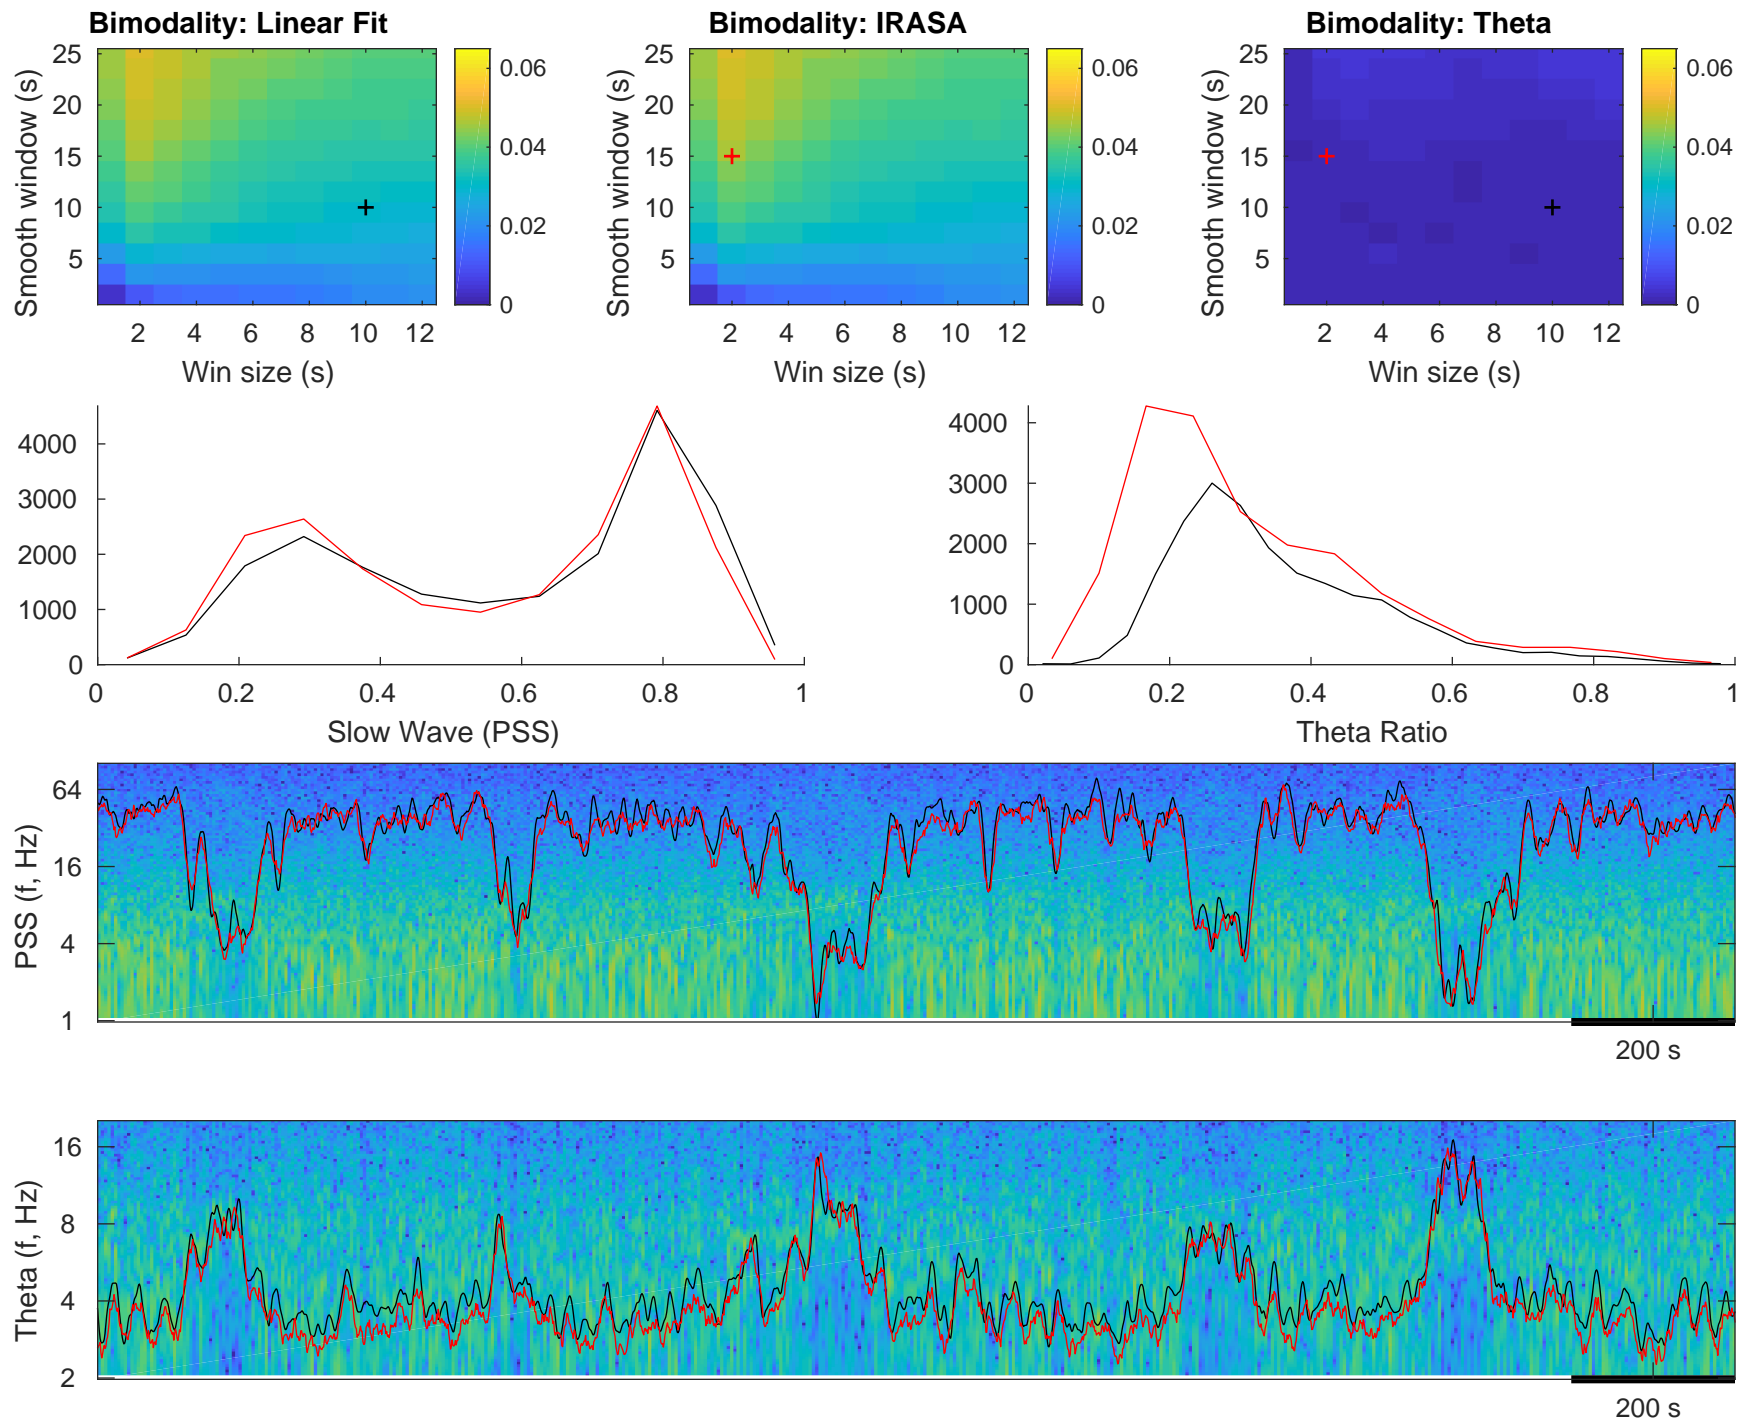 Bimodality: Linear Fit
Bimodality: IRASA
Bimodality: Theta
Smooth window (s)
25
20
15
10
5
2 4 6 8 10 12
Win size (s)
0.06
0.04
0.02
0
Smooth window (s)
25
20
15
10
5
2 4 6 8 10 12
Win size (s)
0.06
0.04
0.02
0
Smooth window (s)
25
20
15
10
5
2 4 6 8 10 12
Win size (s)
0.06
0.04
0.02
0
4000
3000
2000
1000
0
0 0.2 0.4 0.6 0.8 1
Slow Wave (PSS)
4000
3000
2000
1000
0
0 0.2 0.4 0.6 0.8 1
Theta Ratio
PSS (f, Hz)
64
16
4
1
200 s
Theta (f, Hz)
16
8
4
2
200 s